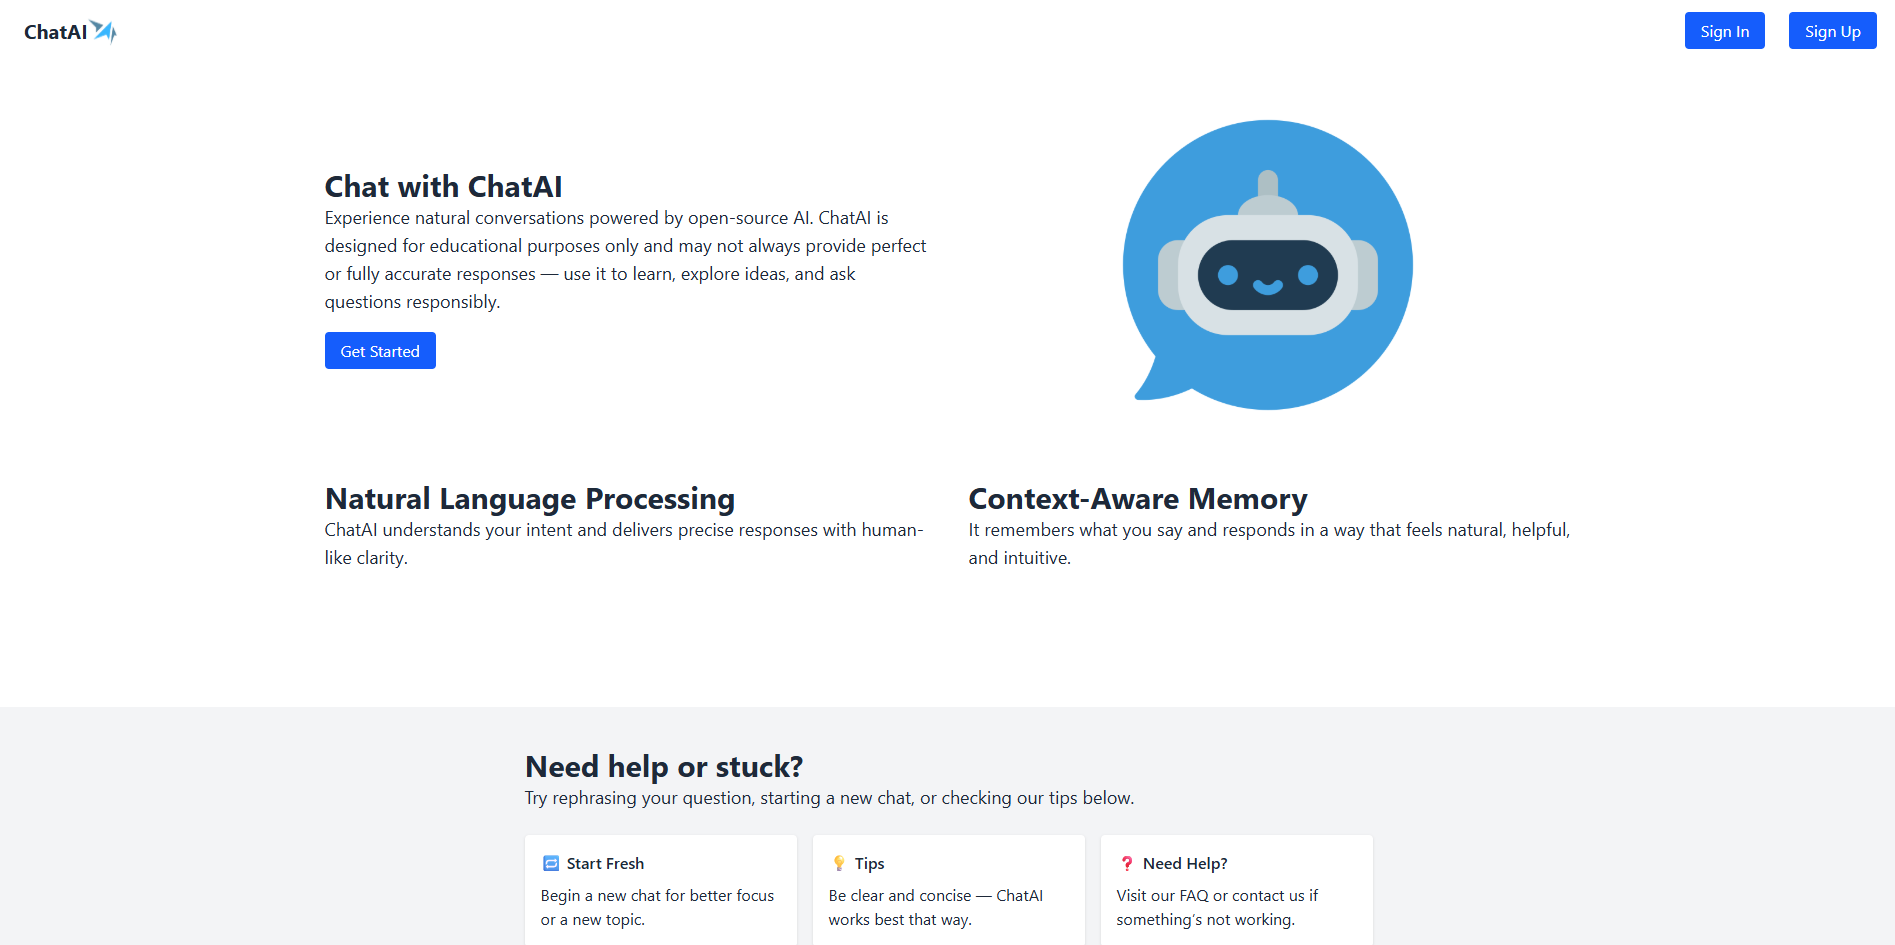 ChatAI
Sign In
Sign Up
Chat with ChatAI
Experience natural conversations powered by open-source AI. ChatAI is
designed for educational purposes only and may not always provide perfect
or fully accurate responses — use it to learn, explore ideas, and ask
questions responsibly.
Get Started
Natural Language Processing
ChatAI understands your intent and delivers precise responses with human-
like clarity.
Context-Aware Memory
It remembers what you say and responds in a way that feels natural, helpful,
and intuitive.
Need help or stuck?
Try rephrasing your question, starting a new chat, or checking our tips below.
Start Fresh
Begin a new chat for better focus
or a new topic.
Tips
Be clear and concise — ChatAI
works best that way.
Need Help?
Visit our FAQ or contact us if
something’s not working.